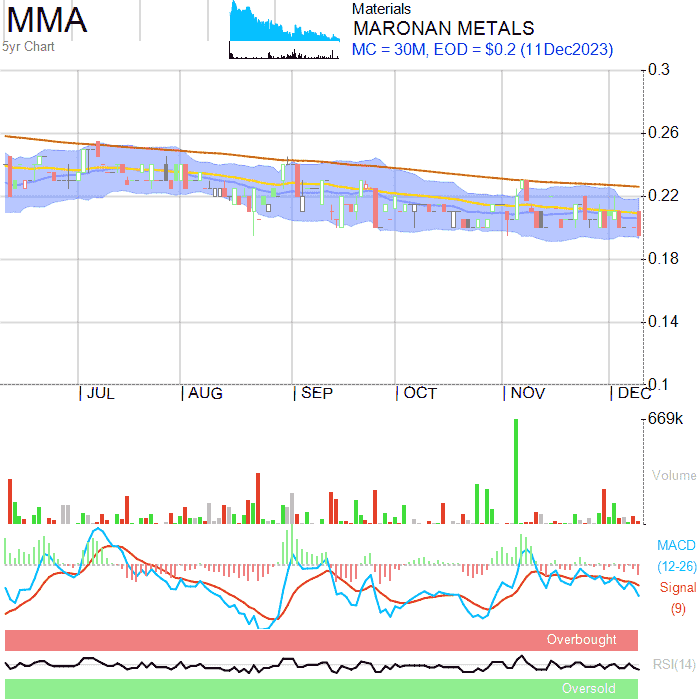 MMA
5yr Chart
Materials
MARONAN METALS
MC = 30M, EOD = $0.2 (11Dec2023)
0.3
0.26
0.22
0.18
0.14
0.1
JUL AUG SEP OCT NOV DEC
669k
Volume
MACD
(12-26)
Signal
(9)
Overbought
RSI(14)
Oversold